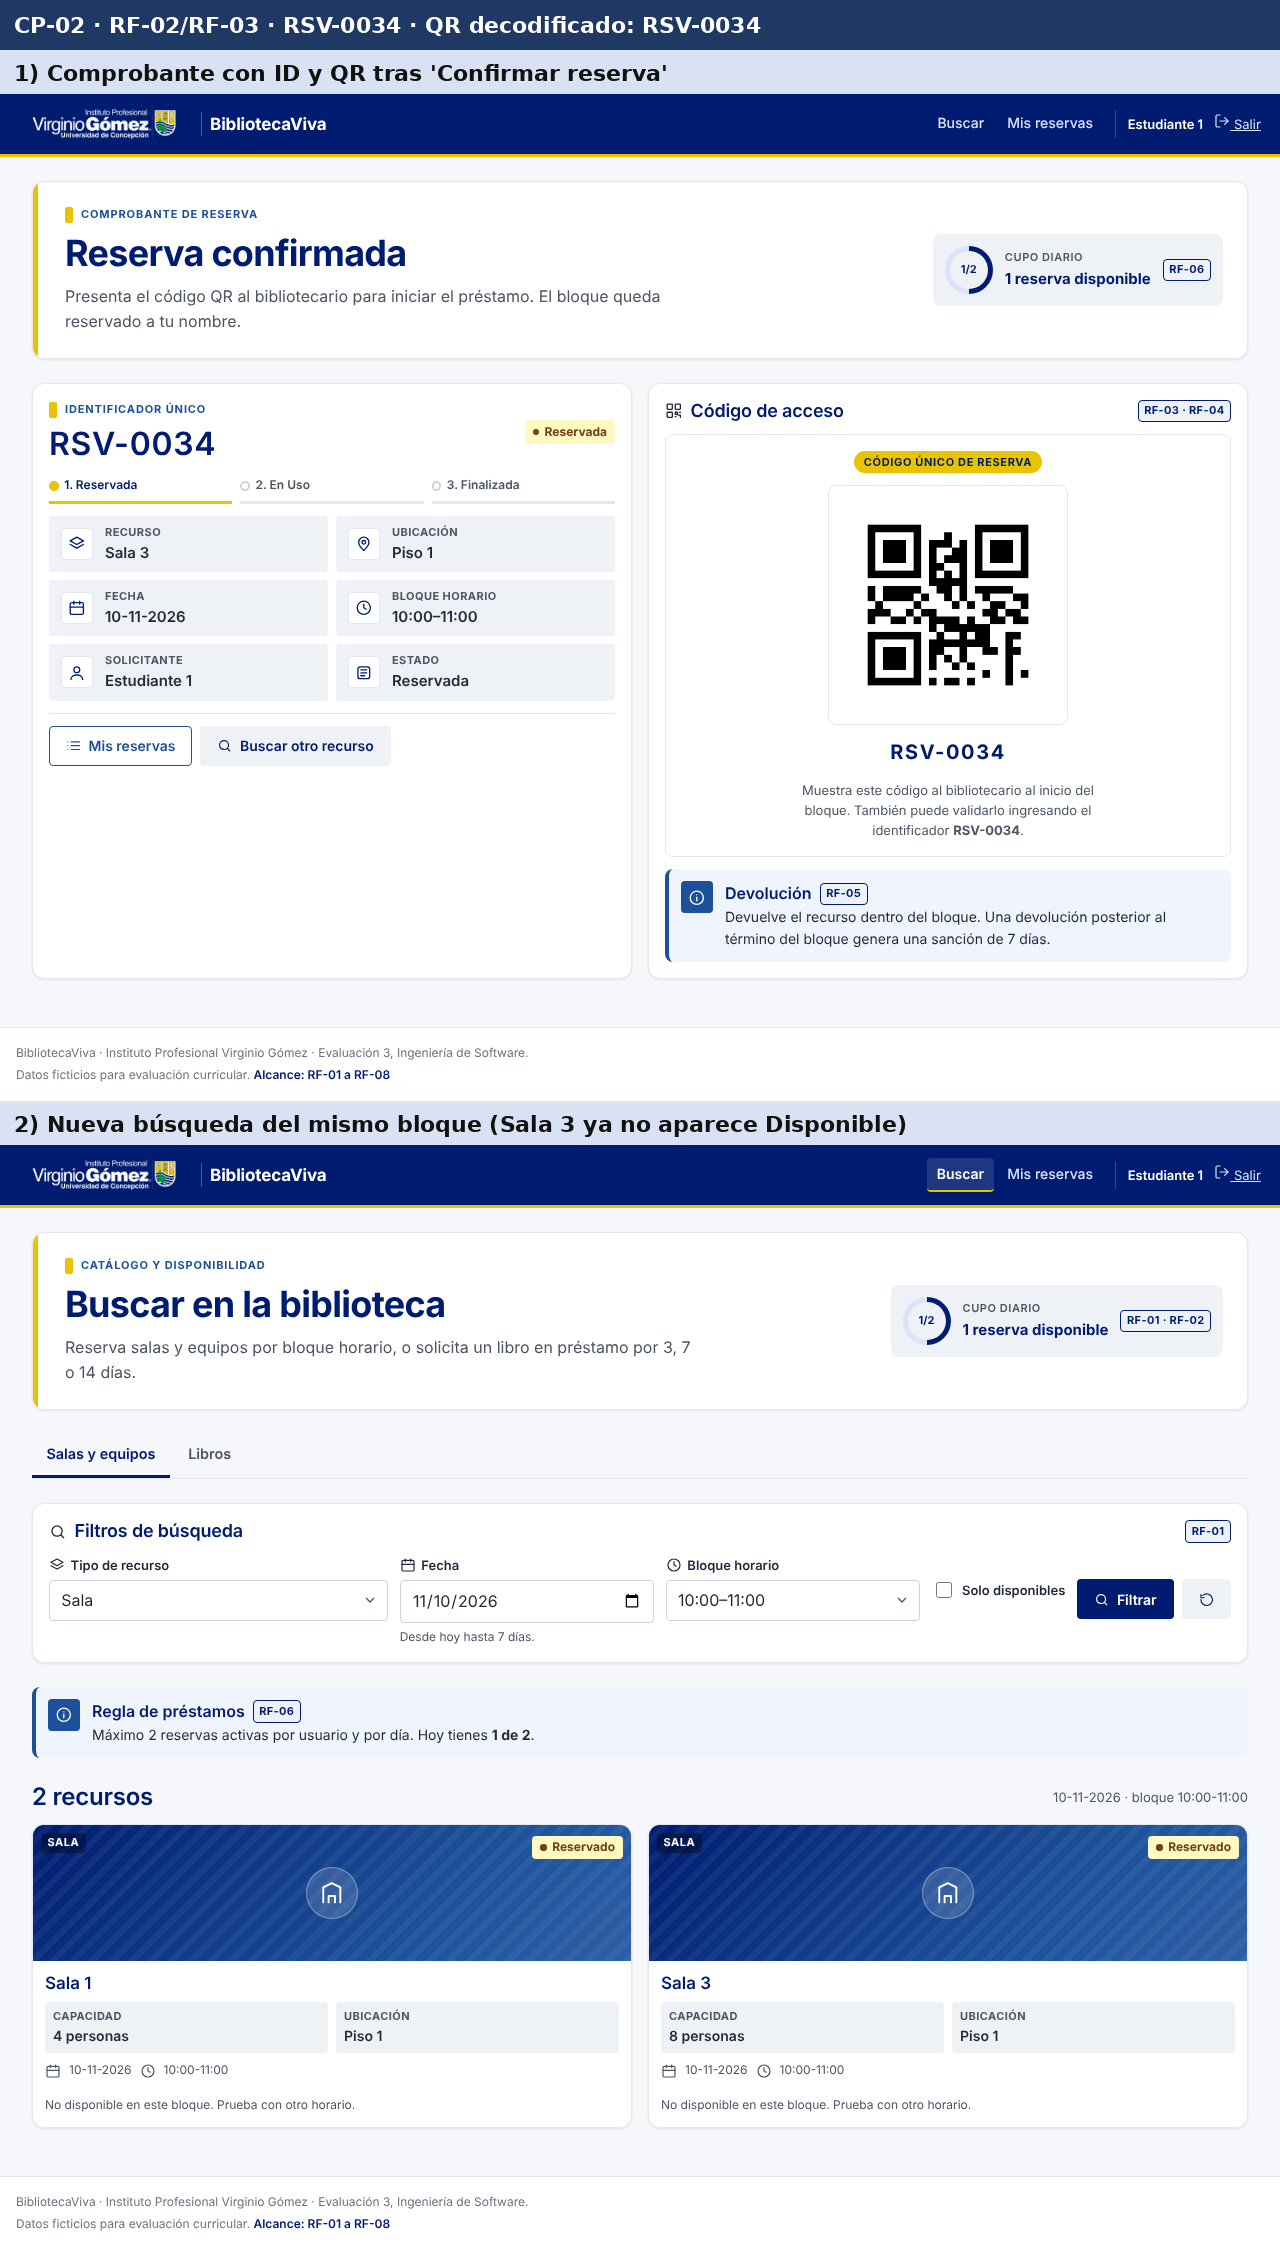 CP-02 · RF-02/RF-03 · RSV-0034 · QR decodificado: RSV-0034
1) Comprobante con ID y QR tras 'Confirmar reserva'
Instituto Profesional
VirginioGómez
Universidad de Concepción
BibliotecaViva
Buscar
Mis reservas
Estudiante 1
Salir
COMPROBANTE DE RESERVA
Reserva confirmada
Presenta el código QR al bibliotecario para iniciar el préstamo. El bloque queda
reservado a tu nombre.
1/2
CUPO DIARIO
1 reserva disponible
RF-06
IDENTIFICADOR ÚNICO
RSV-0034
Reservada
1. Reservada
2. En Uso
3. Finalizada
RECURSO
Sala 3
UBICACIÓN
Piso 1
FECHA
10-11-2026
BLOQUE HORARIO
10:00–11:00
SOLICITANTE
Estudiante 1
ESTADO
Reservada
Mis reservas
Buscar otro recurso
Código de acceso
RF-03 · RF-04
CÓDIGO ÚNICO DE RESERVA
RSV-0034
Muestra este código al bibliotecario al inicio del
bloque. También puede validarlo ingresando el
identificador RSV-0034.
Devolución
RF-05
Devuelve el recurso dentro del bloque. Una devolución posterior al
término del bloque genera una sanción de 7 días.
BibliotecaViva · Instituto Profesional Virginio Gómez · Evaluación 3, Ingeniería de Software.
Datos ficticios para evaluación curricular. Alcance: RF-01 a RF-08
2) Nueva búsqueda del mismo bloque (Sala 3 ya no aparece Disponible)
Instituto Profesional
VirginioGómez
Universidad de Concepción
BibliotecaViva
Buscar
Mis reservas
Estudiante 1
Salir
CATÁLOGO Y DISPONIBILIDAD
Buscar en la biblioteca
Reserva salas y equipos por bloque horario, o solicita un libro en préstamo por 3, 7
o 14 días.
1/2
CUPO DIARIO
1 reserva disponible
RF-01 · RF-02
Salas y equipos
Libros
Filtros de búsqueda
RF-01
Tipo de recurso
Sala
Fecha
11/10/2026
Desde hoy hasta 7 días.
Bloque horario
10:00–11:00
Solo disponibles
Filtrar
Regla de préstamos
RF-06
Máximo 2 reservas activas por usuario y por día. Hoy tienes 1 de 2.
2 recursos
10-11-2026 · bloque 10:00-11:00
SALA
Reservado
Sala 1
CAPACIDAD
4 personas
UBICACIÓN
Piso 1
10-11-2026
10:00-11:00
No disponible en este bloque. Prueba con otro horario.
SALA
Reservado
Sala 3
CAPACIDAD
8 personas
UBICACIÓN
Piso 1
10-11-2026
10:00-11:00
No disponible en este bloque. Prueba con otro horario.
BibliotecaViva · Instituto Profesional Virginio Gómez · Evaluación 3, Ingeniería de Software.
Datos ficticios para evaluación curricular. Alcance: RF-01 a RF-08